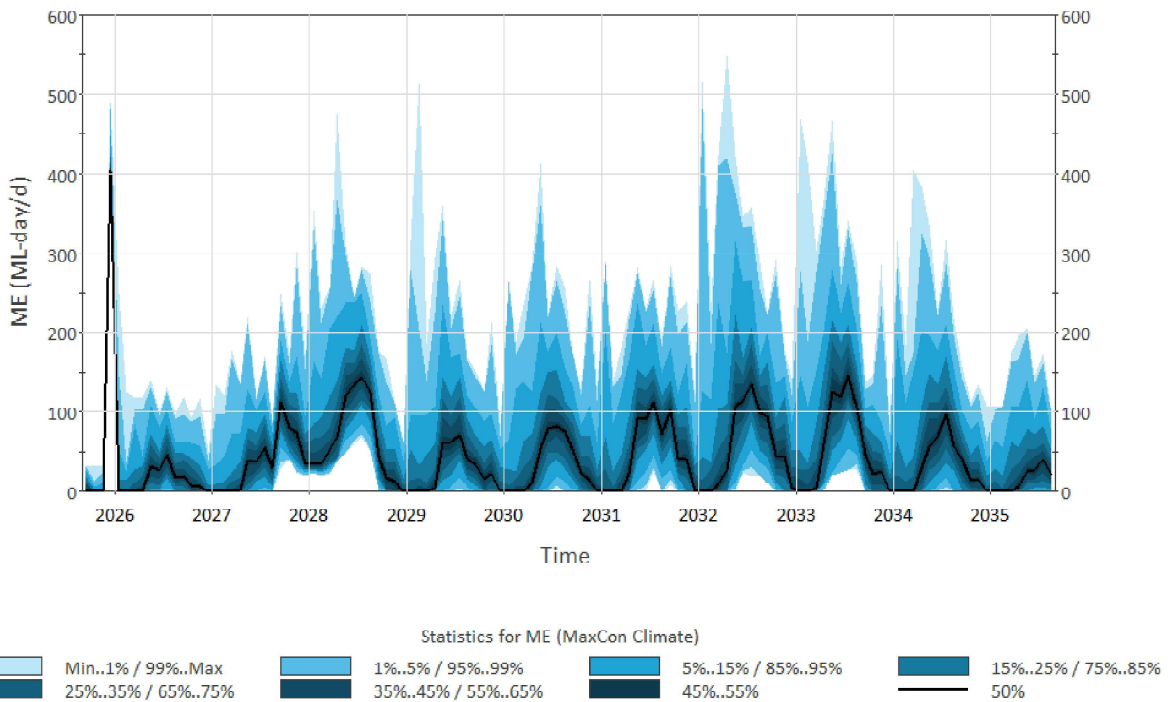 600 600
500 500
400 400
300 300
200 200
100 100
0 0
ME (ML-day/d)
2026 2027 2028 2029 2030 2031 2032 2033 2034 2035
Time
Statistics for ME (MaxCon Climate)
Min..1% / 99%..Max 1%..5% / 95%..99% 5%..15% / 85%..95% 15%..25% / 75%..85%
25%..35% / 65%..75% 35%..45% / 55%..65% 45%..55% 50%